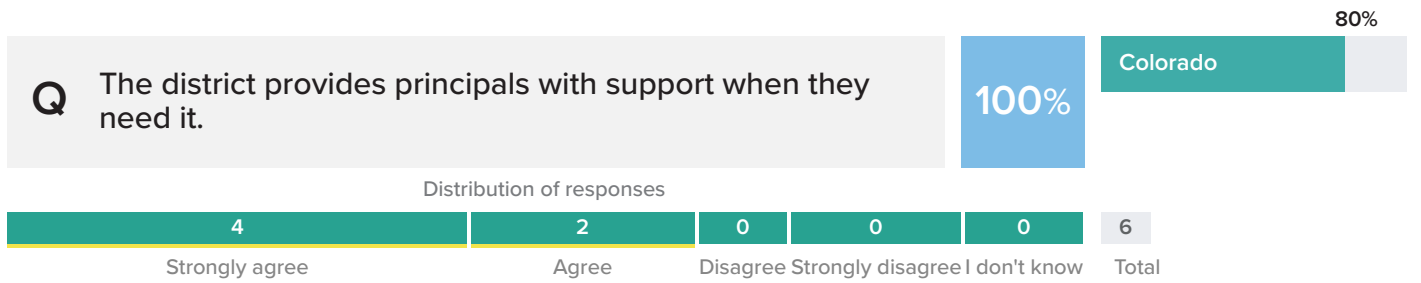 80%
Q The district provides principals with support when they
need it.
100%
Colorado
Distribution of responses
4 2 0 0 0 6
Strongly agree Agree Disagree Strongly disagree I don't know Total